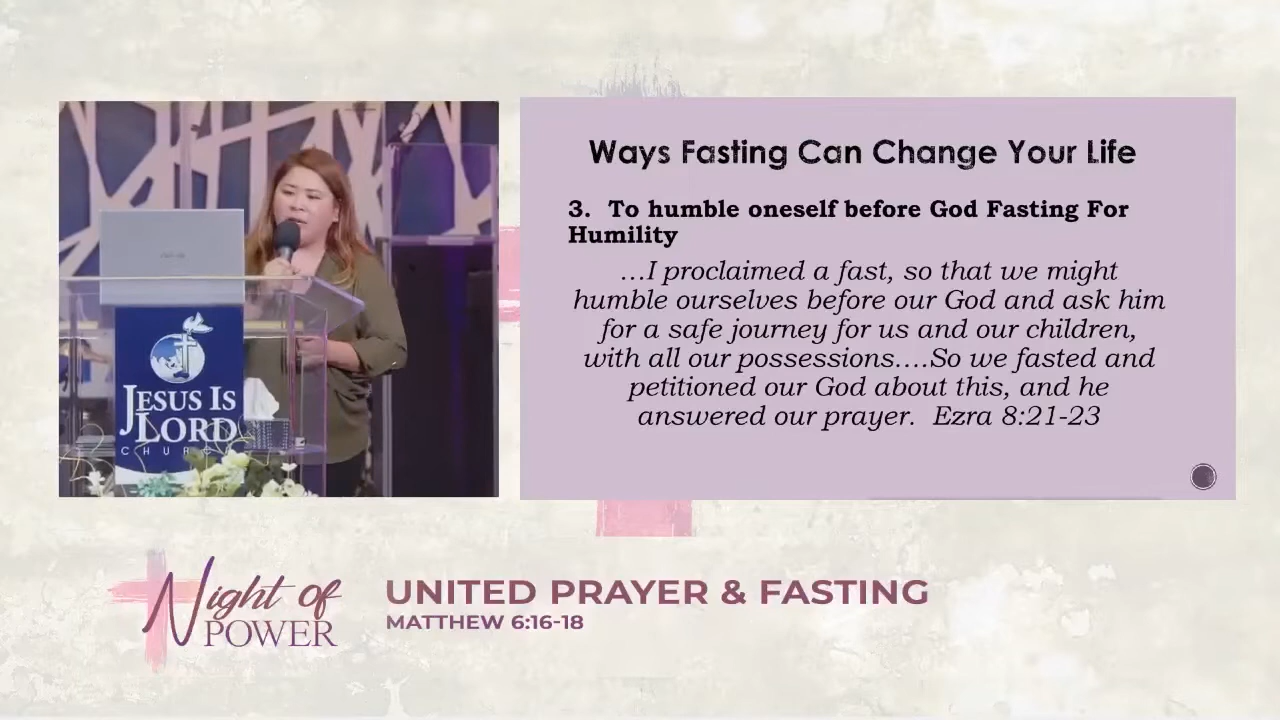 Ways Fasting Can Change Your Life
3. To humble oneself before God Fasting For
Humility
...I proclaimed a fast, so that we might
humble ourselves before our God and ask him
for a safe journey for us and our children,
with all our possessions....So we fasted and
petitioned our God about this, and he
answered our prayer. Ezra 8:21-23
JESUS IS
LORD
CHURCH
Night of
POWER
UNITED PRAYER & FASTING
MATTHEW 6:16-18